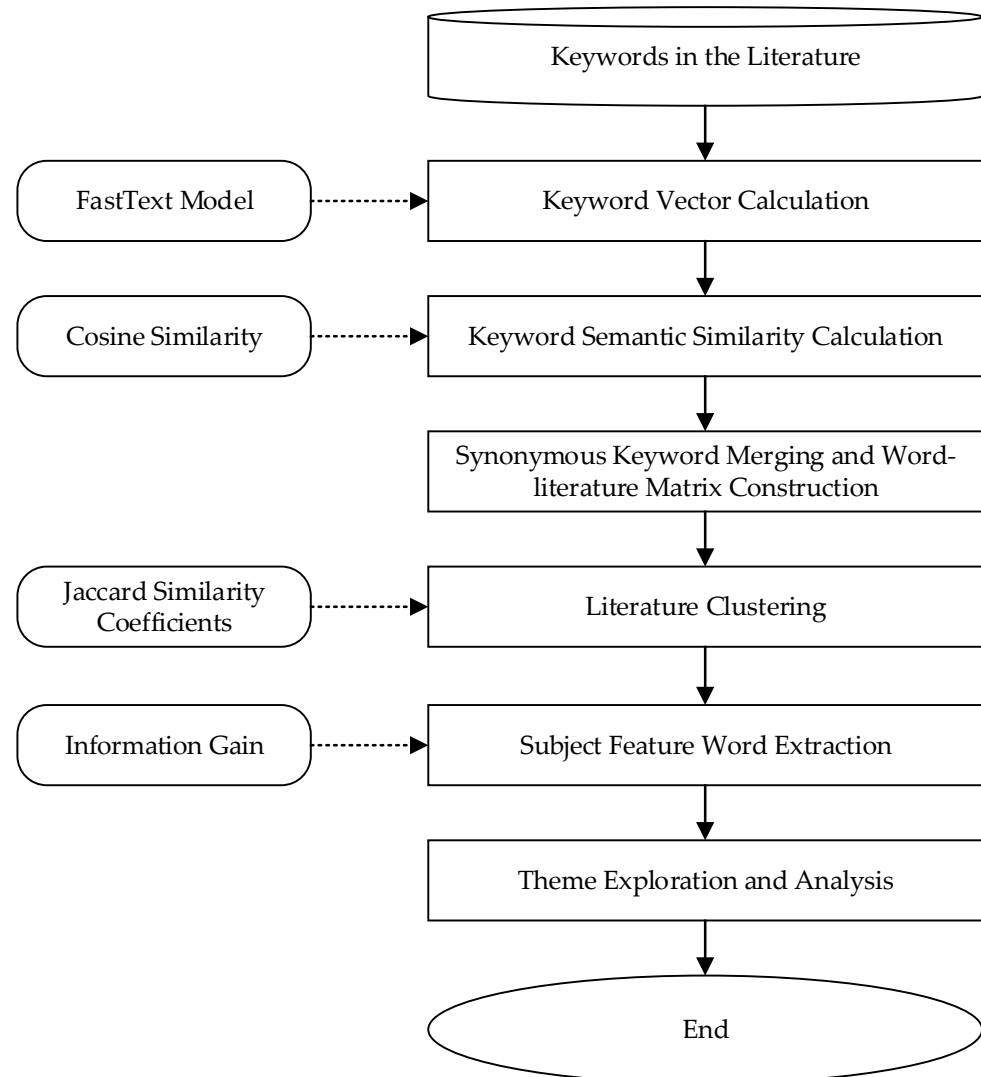 Keywords in the Literature
FastText Model
Keyword Vector Calculation
Cosine Similarity
Keyword Semantic Similarity Calculation
Synonymous Keyword Merging and Word-
literature Matrix Construction
Jaccard Similarity
Coefficients
Literature Clustering
Information Gain
Subject Feature Word Extraction
Theme Exploration and Analysis
End